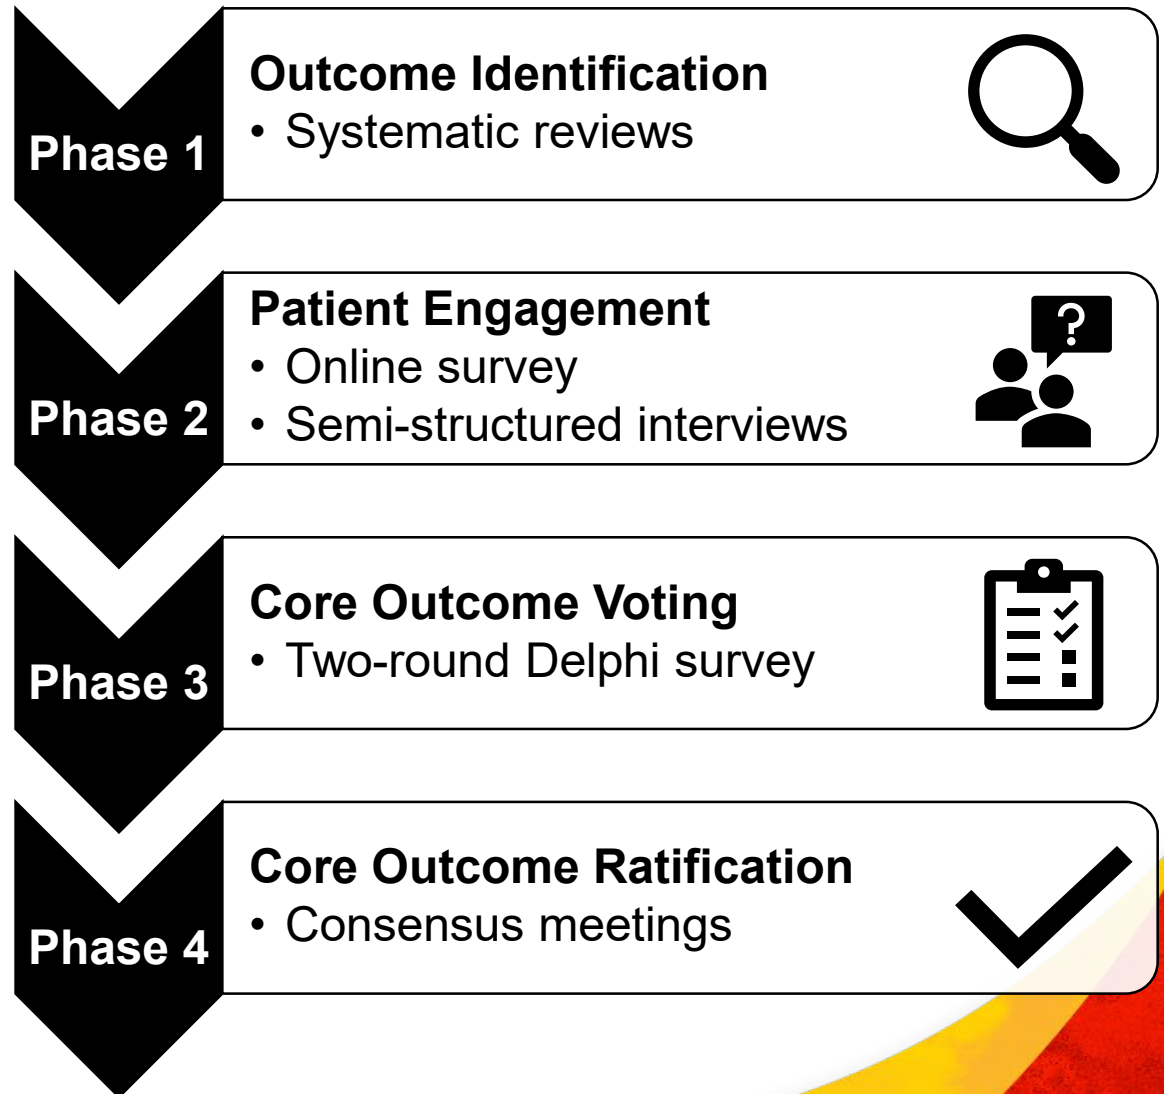 Phase 1
Outcome Identification
• Systematic reviews
Phase 2
Patient Engagement
• Online survey
• Semi-structured interviews
?
Phase 3
Core Outcome Voting
• Two-round Delphi survey
Phase 4
Core Outcome Ratification
• Consensus meetings